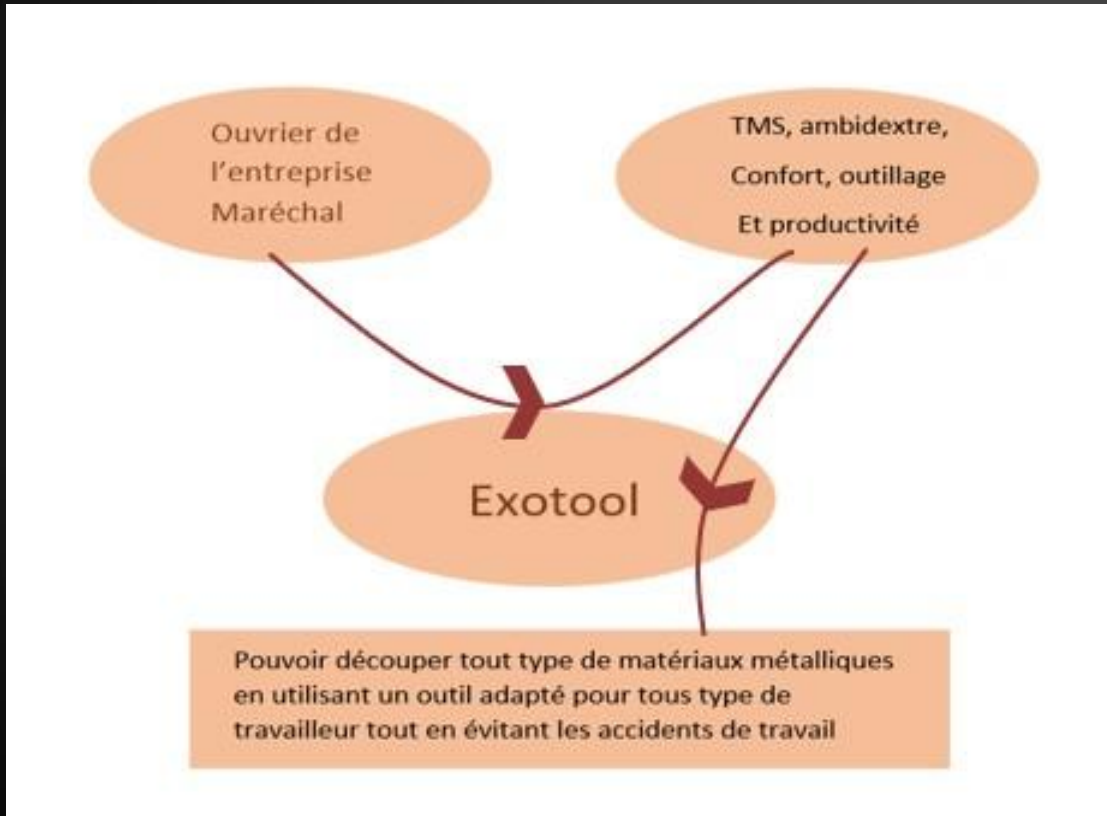 Ouvrier de
l'entreprise
Maréchal
TMS, ambidextre,
Confort, outillage
Et productivité
Exotool
Pouvoir découper tout type de matériaux métalliques
en utilisant un outil adapté pour tous type de
travailleur tout en évitant les accidents de travail